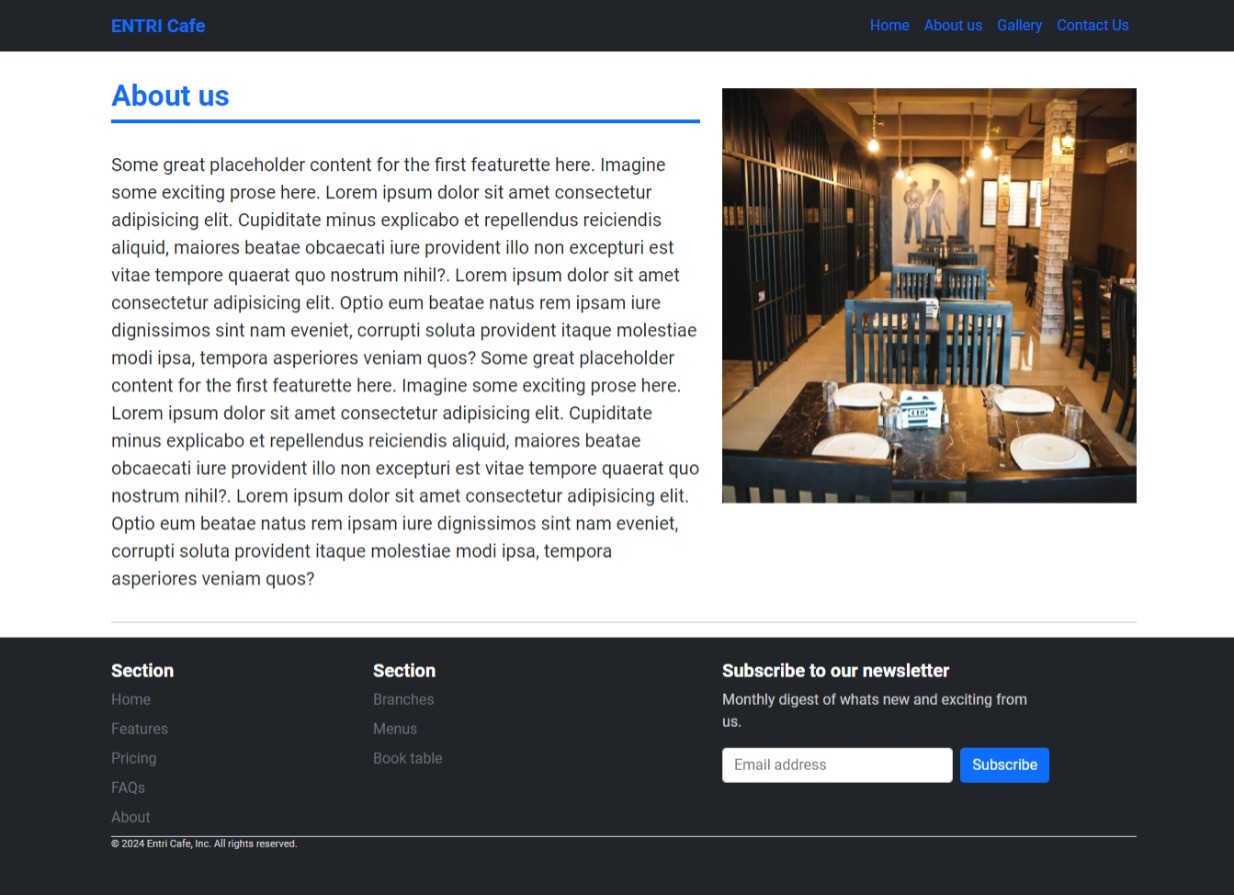 ENTRI Cafe
Home About us Gallery Contact Us
About us
Some great placeholder content for the first featurette here. Imagine
some exciting prose here. Lorem ipsum dolor sit amet consectetur
adipisicing elit. Cupiditate minus explicabo et repellendus reiciendis
aliquid, maiores beatae obcaecati iure provident illo non excepturi est
vitae tempore quaerat quo nostrum nihil?. Lorem ipsum dolor sit amet
consectetur adipisicing elit. Optio eum beatae natus rem ipsam iure
dignissimos sint nam eveniet, corrupti soluta provident itaque molestiae
modi ipsa, tempora asperiores veniam quos? Some great placeholder
content for the first featurette here. Imagine some exciting prose here.
Lorem ipsum dolor sit amet consectetur adipisicing elit. Cupiditate
minus explicabo et repellendus reiciendis aliquid, maiores beatae
obcaecati iure provident illo non excepturi est vitae tempore quaerat quo
nostrum nihil?. Lorem ipsum dolor sit amet consectetur adipisicing elit.
Optio eum beatae natus rem ipsam iure dignissimos sint nam eveniet,
corrupti soluta provident itaque molestiae modi ipsa, tempora
asperiores veniam quos?
Section
Home
Features
Pricing
FAQs
About
Section
Branches
Menus
Book table
Subscribe to our newsletter
Monthly digest of whats new and exciting from
us.
Email address Subscribe
© 2024 Entri Cafe, Inc. All rights reserved.